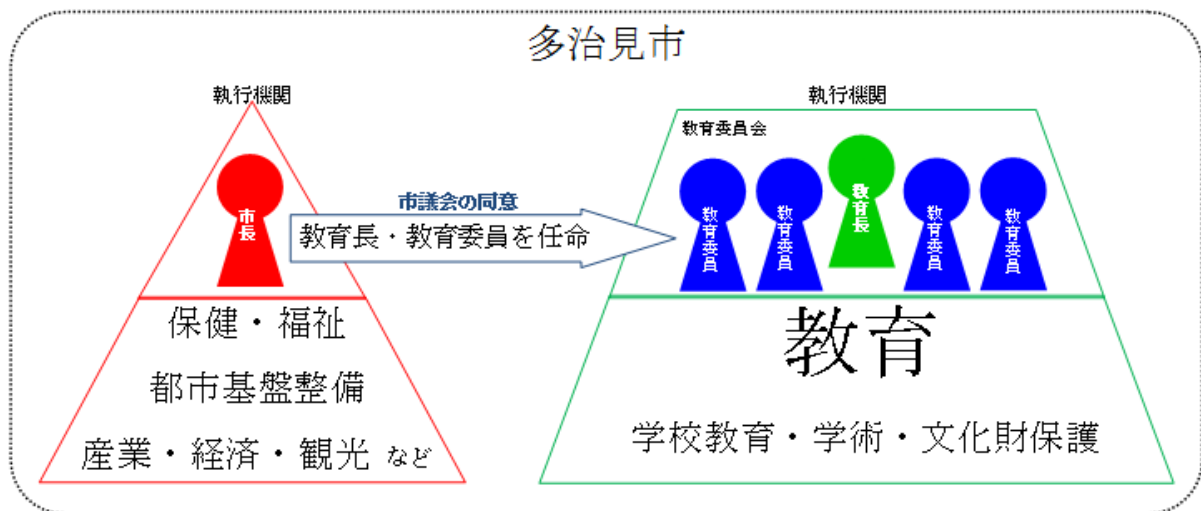 多治見市
執行機関
市長
保健・福祉
都市基盤整備
産業・経済・観光 など
市議会の同意
教育長・教育委員を任命
執行機関
教育委員会
教育委員
教育委員
教育長
教育委員
教育委員
教育
学校教育・学術・文化財保護